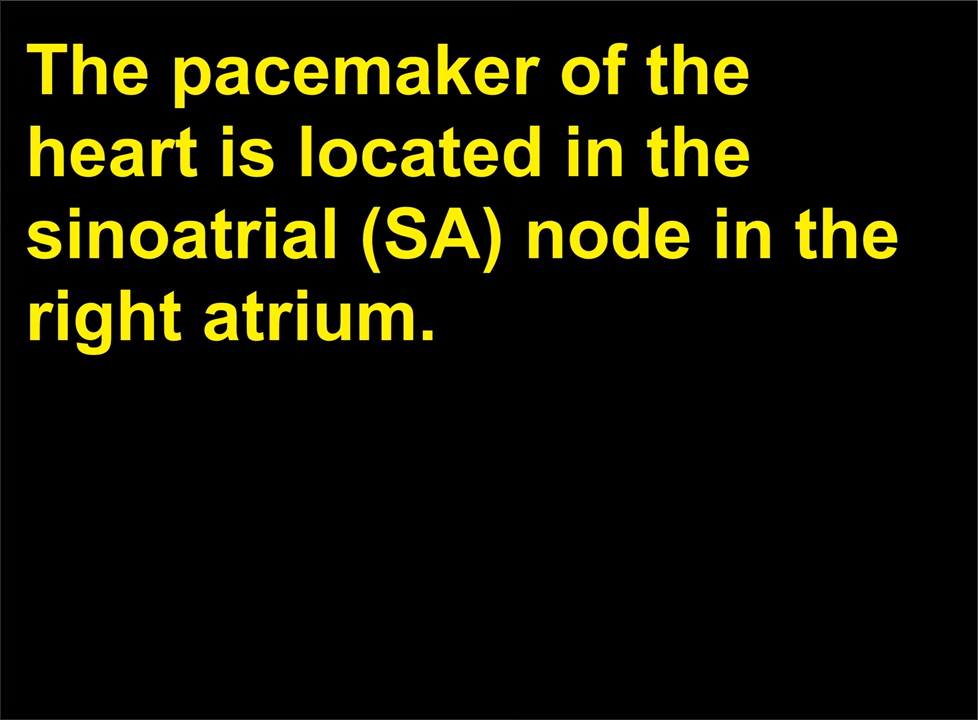 The pacemaker of the
heart is located in the
sinoatrial (SA) node in the
right atrium.